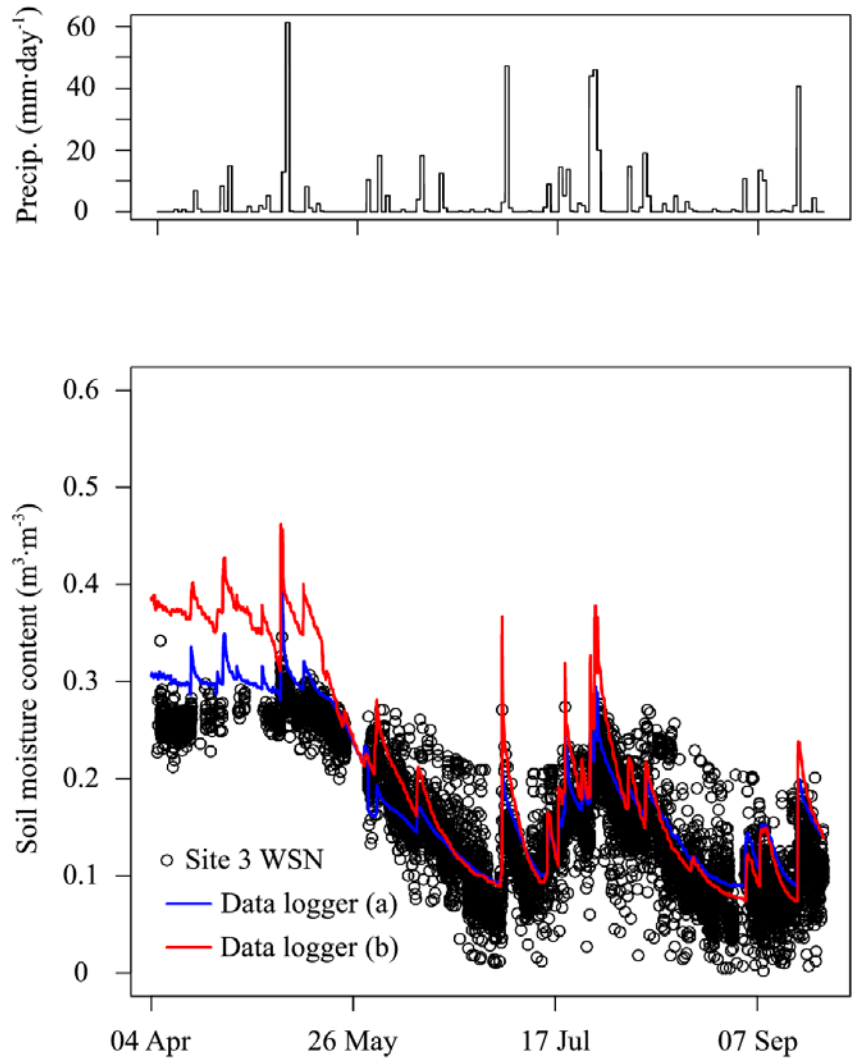 Precip. (mm·day⁻¹)
60
40
20
0
Soil moisture content (m³·m⁻³)
0.6
0.5
0.4
0.3
0.2
0.1
0
Site 3 WSN
Data logger (a)
Data logger (b)
04 Apr
26 May
17 Jul
07 Sep